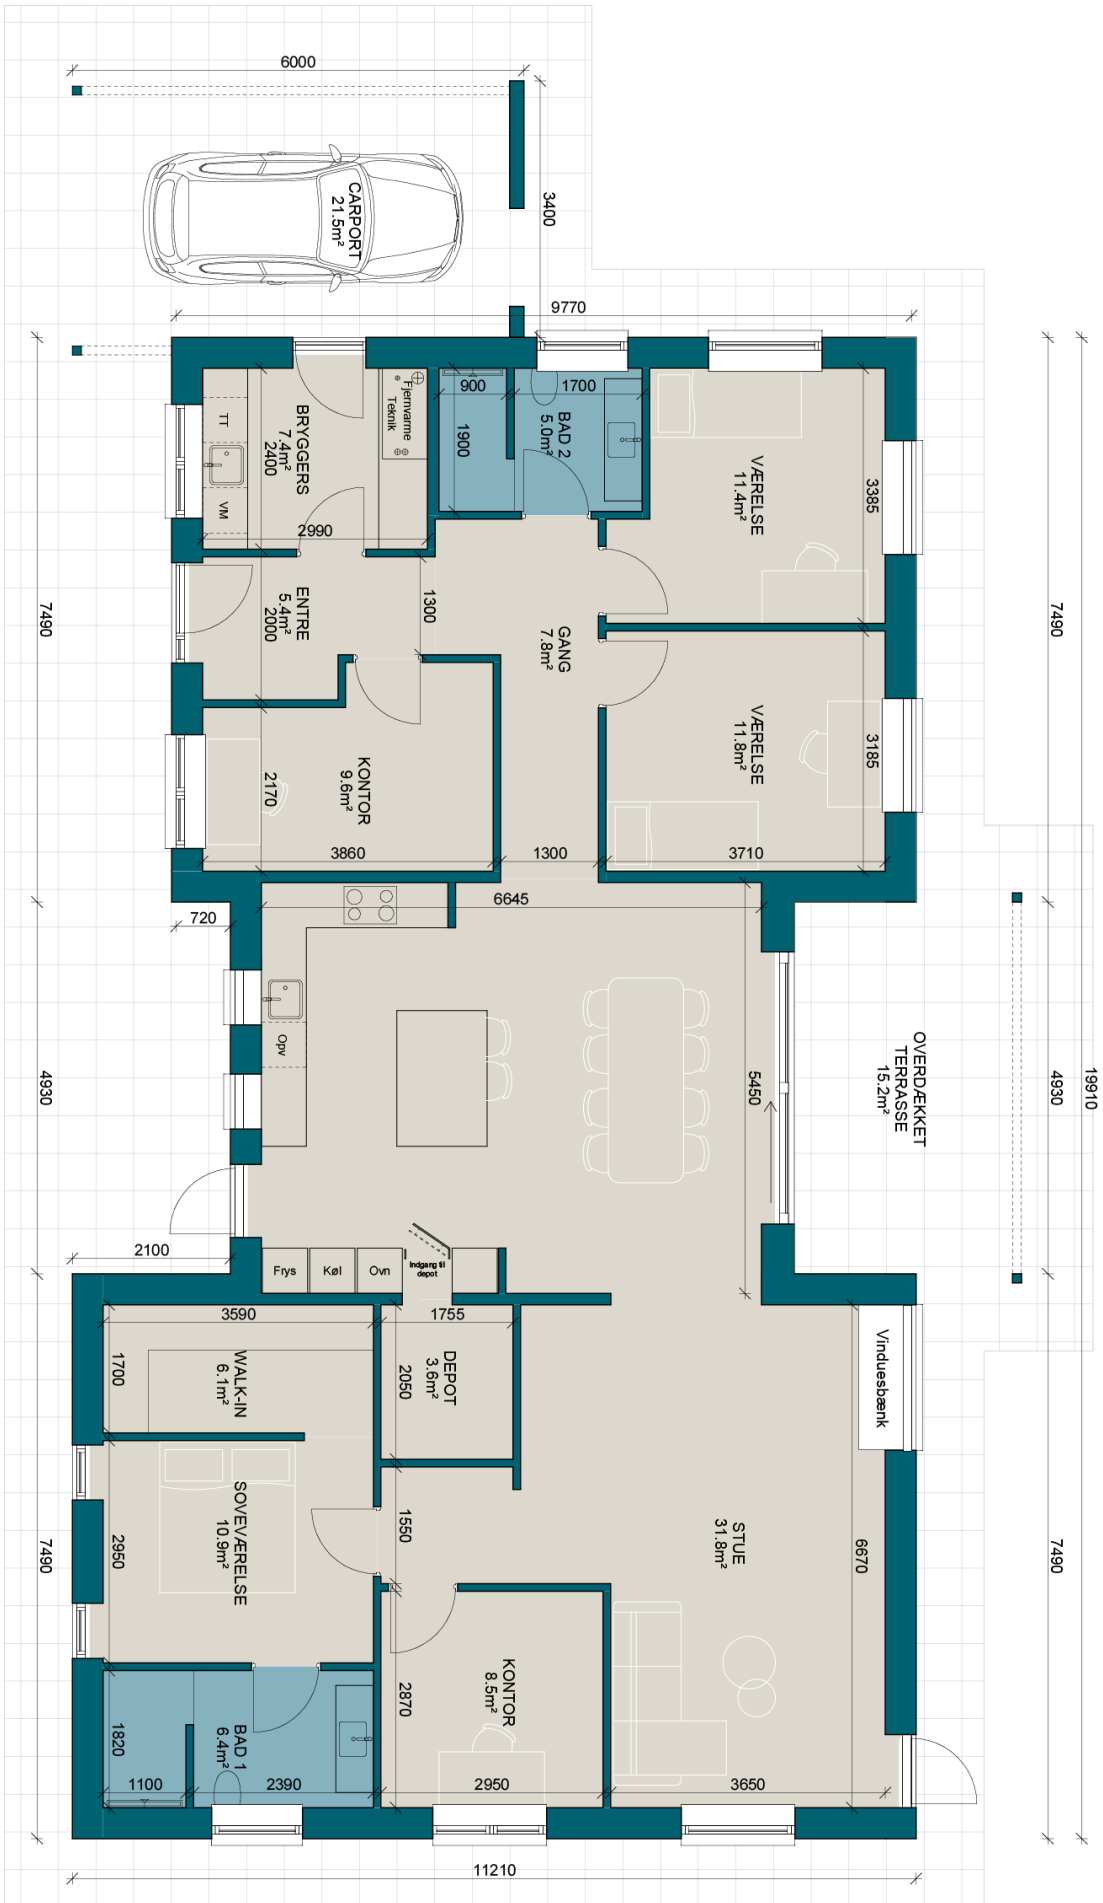 6000
3400
CARPORT
21.5m²
9770
900
1700
1900
BAD 2
5.0m²
Fjernvarme
Teknik
BRYGGERS
7.4m²
2400
TT
VM
2990
VÆRELSE
11.4m²
3385
7490
7490
ENTRE
5.4m²
2000
1300
GANG
7.8m²
VÆRELSE
11.8m²
3185
KONTOR
9.6m²
2170
3860
1300
3710
6645
720
Opv
5450
OVERDÆKKET
TERRASSE
15.2m²
4930
4930
19910
2100
Frys
Køl
Ovn
Indgang til
depot
3590
1755
1700
WALK-IN
6.1m²
2050
DEPOT
3.6m²
Vinduesbænk
SOVEVÆRELSE
10.9m²
2950
1550
STUE
31.8m²
6670
7490
7490
KONTOR
8.5m²
2870
BAD 1
6.4m²
1820
1100
2390
2950
3650
11210